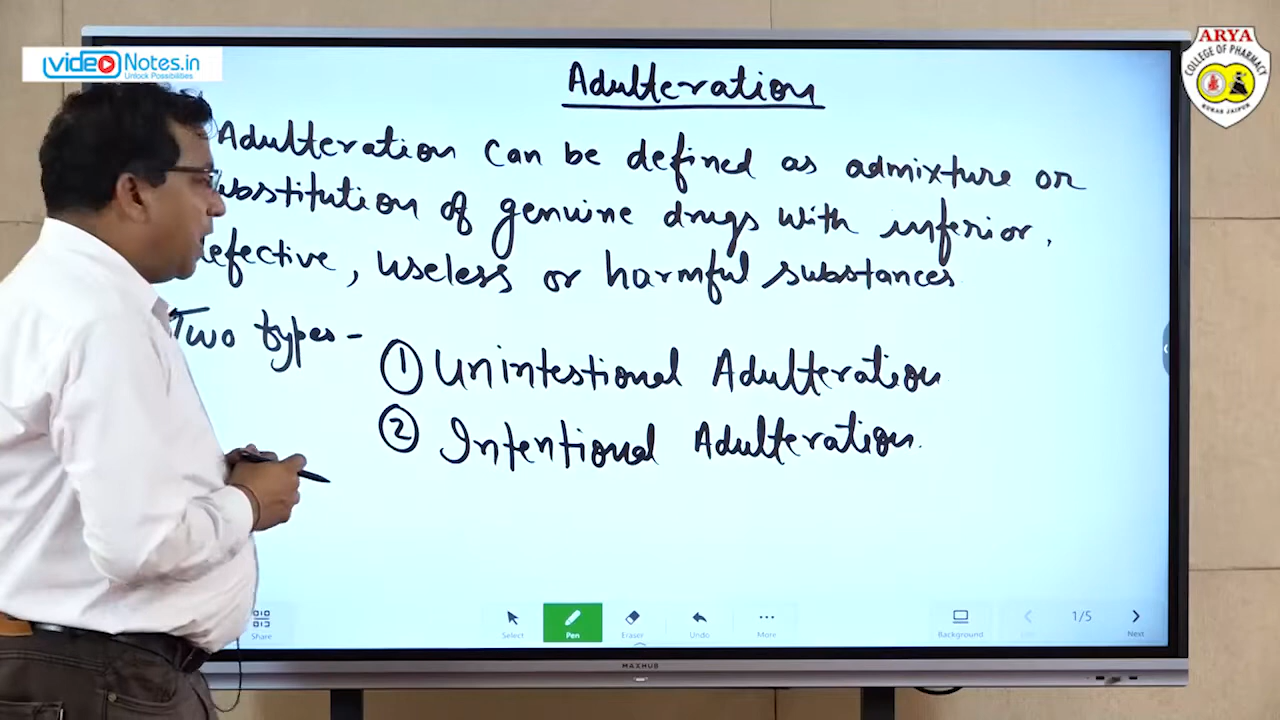 videoNotes.in
Unlock Possibilities
ARYA
COLLEGE OF PHARMACY
KUKAS JAIPUR
Adulteration
Adulteration can be defined as admixture or
ubstitution of genuine drugs with inferior,
efective, useless or harmful substances
Two types-
① Unintestional Adulteration
② Intentional Adulteration.
Share
Select
Pen
Eraser
Undo
More
Background
1/5
Next
MAXHUB